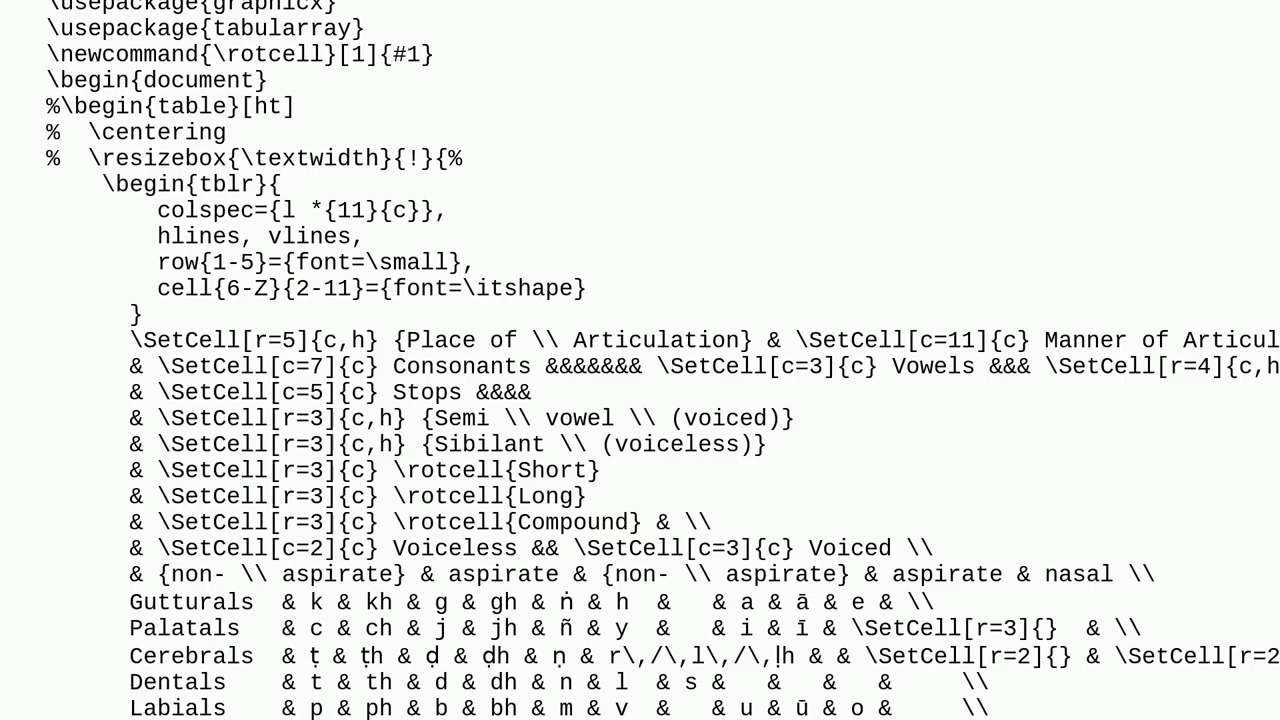 \usepackage{graphicx}
\usepackage{tabularray}
\newcommand{\rotcell}[1]{#1}
\begin{document}
%\begin{table}[ht]
%  \centering
%  \resizebox{\textwidth}{!}{%
    \begin{tblr}{
        colspec={l *{11}{c}},
        hlines, vlines,
        row{1-5}={font=\small},
        cell{6-Z}{2-11}={font=\itshape}
      }
      \SetCell[r=5]{c,h} {Place of \\ Articulation} & \SetCell[c=11]{c} Manner of Articul
      & \SetCell[c=7]{c} Consonants &&&&&&& \SetCell[c=3]{c} Vowels &&& \SetCell[r=4]{c,h
      & \SetCell[c=5]{c} Stops &&&&
      & \SetCell[r=3]{c,h} {Semi \\ vowel \\ (voiced)}
      & \SetCell[r=3]{c,h} {Sibilant \\ (voiceless)}
      & \SetCell[r=3]{c} \rotcell{Short}
      & \SetCell[r=3]{c} \rotcell{Long}
      & \SetCell[r=3]{c} \rotcell{Compound} & \\
      & \SetCell[c=2]{c} Voiceless && \SetCell[c=3]{c} Voiced \\
      & {non- \\ aspirate} & aspirate & {non- \\ aspirate} & aspirate & nasal \\
      Gutturals  & k & kh & g & gh & ṅ & h  &   & a & ā & e & \\
      Palatals   & c & ch & j & jh & ñ & y  &   & i & ī & \SetCell[r=3]{}  & \\
      Cerebrals  & ṭ & ṭh & ḍ & ḍh & ṇ & r\,/\,l\,/\,ḷh & & \SetCell[r=2]{} & \SetCell[r=2
      Dentals    & t & th & d & dh & n & l  & s &   &   &   &     \\
      Labials    & p & ph & b & bh & m & v  &   & u & ū & o &     \\